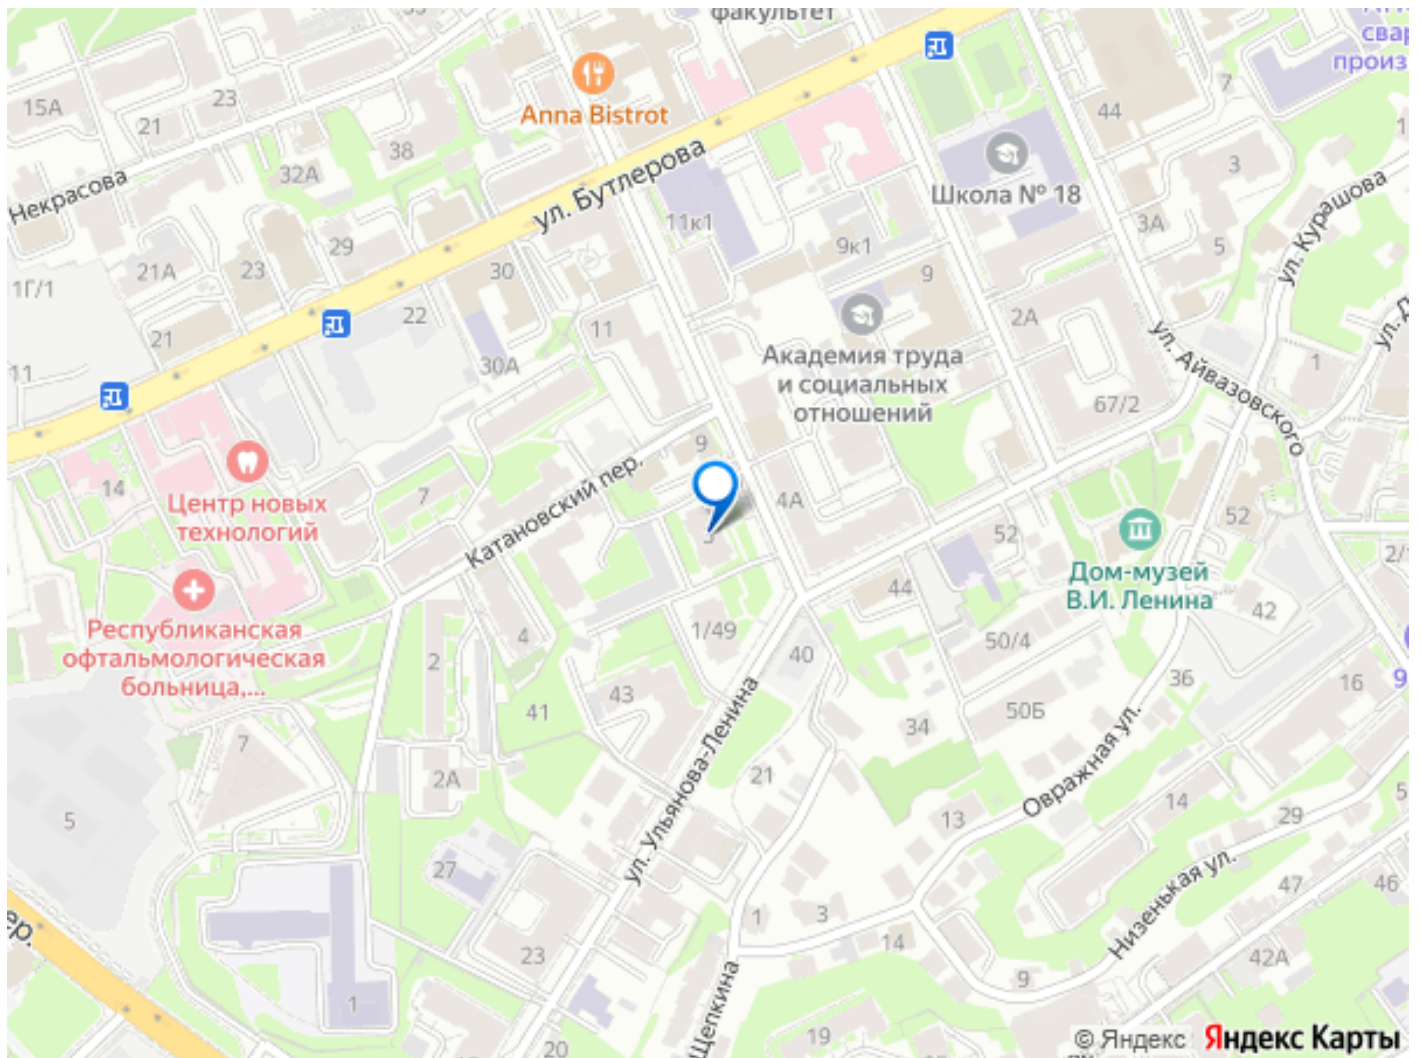 факультет
15А
23
21
32А
38
Anna Bistrot
Некрасова
ул. Бутлерова
44
7
3
Школа № 18
3А
5
ул. Курашова
11к1
9к1
9
29
23
21А
1Г/1
21
30
22
30А
11
11
2А
Академия труда
и социальных
отношений
67/2
ул. Айвазовского
1
14
Центр новых
технологий
7
Катановский пер.
9
4А
52
52
Дом-музей
В.И. Ленина
42
44
50/4
36
16
50Б
34
40
1/49
43
41
4
2
2А
Республиканская
офтальмологическая
больница,...
7
5
ул. Ульянова-Ленина
21
27
23
20
1
1
3
14
13
Овражная ул.
14
29
Низенькая ул.
47
46
42А
9
19
Щепкина
© Яндекс Яндекс Карты